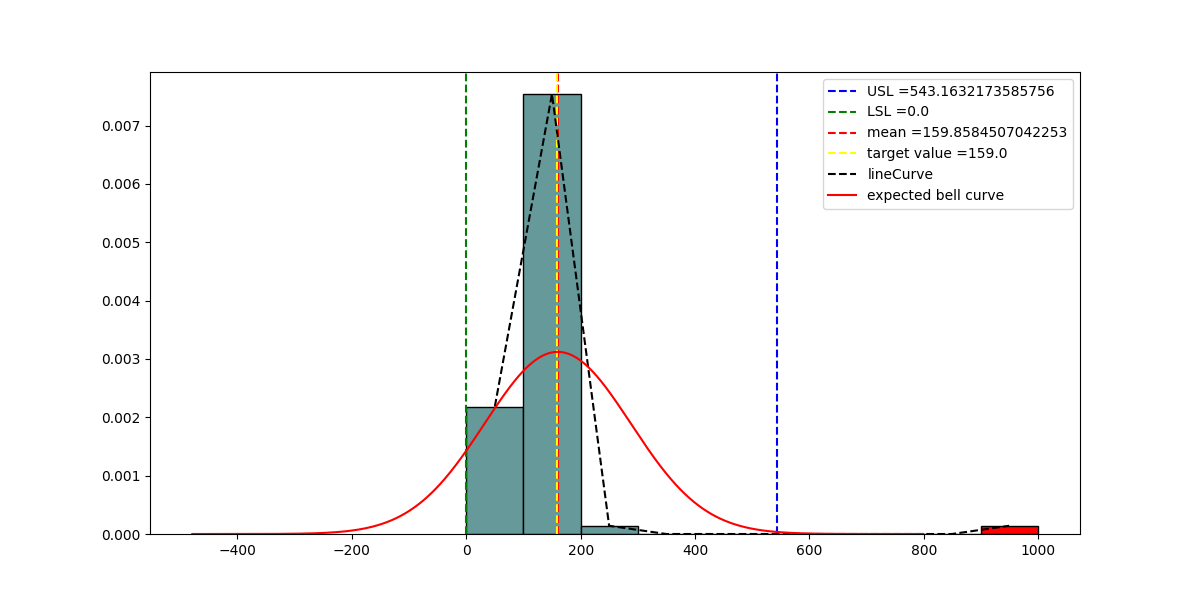 USL =543.1632173585756
LSL =0.0
mean =159.8584507042253
target value =159.0
lineCurve
expected bell curve
0.007
0.006
0.005
0.004
0.003
0.002
0.001
0.000
−400 −200 0 200 400 600 800 1000